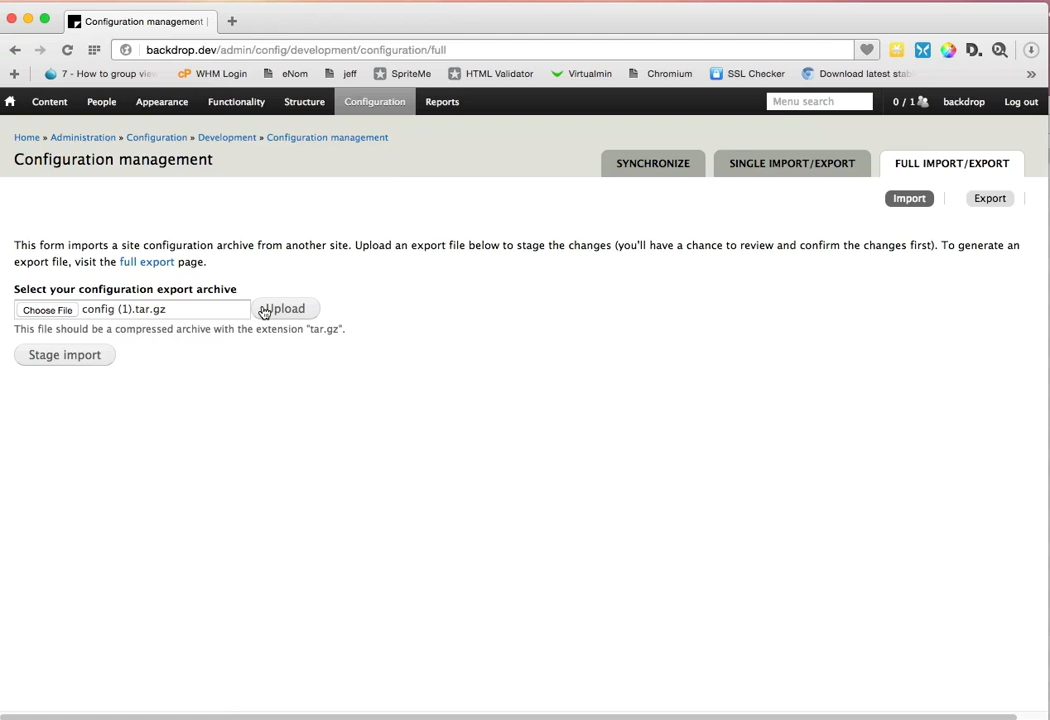 Configuration management
backdrop.dev/admin/config/development/configuration/full
7 - How to group vie
WHM Login
eNom
jeff
SpriteMe
HTML Validator
Virtualmin
Chromium
SSL Checker
Download latest stab
Content
People
Appearance
Functionality
Structure
Configuration
Reports
Menu search
0 / 1
backdrop
Log out
Home » Administration » Configuration » Development » Configuration management
Configuration management
SYNCHRONIZE
SINGLE IMPORT/EXPORT
FULL IMPORT/EXPORT
Import
Export
This form imports a site configuration archive from another site. Upload an export file below to stage the changes (you'll have a chance to review and confirm the changes first). To generate an
export file, visit the full export page.
Select your configuration export archive
Choose File config (1).tar.gz
Upload
This file should be a compressed archive with the extension "tar.gz".
Stage import